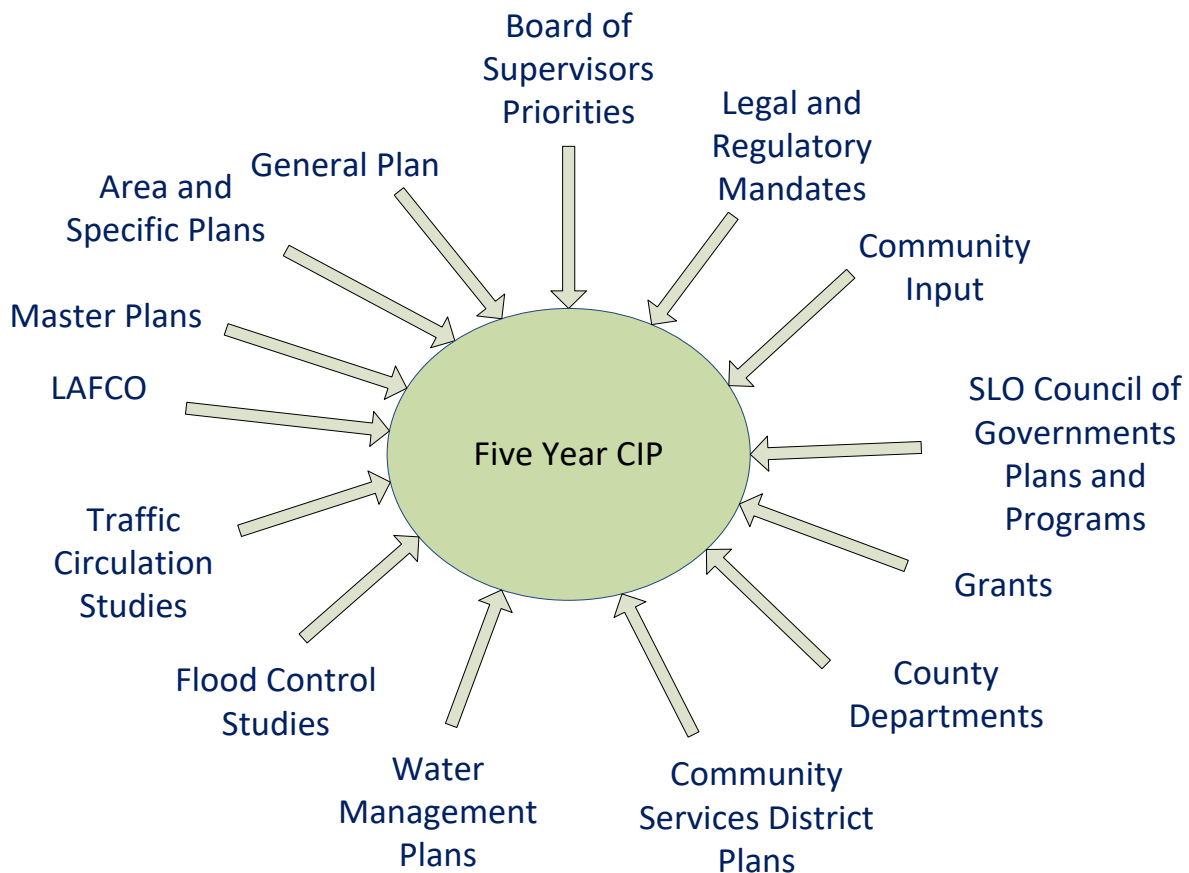 Board of
Supervisors
Priorities
Legal and
Regulatory
Mandates
Community
Input
SLO Council of
Governments
Plans and
Programs
Grants
County
Departments
Community
Services District
Plans
Water
Management
Plans
Flood Control
Studies
Traffic
Circulation
Studies
LAFCO
Master Plans
Area and
Specific Plans
General Plan
Five Year CIP